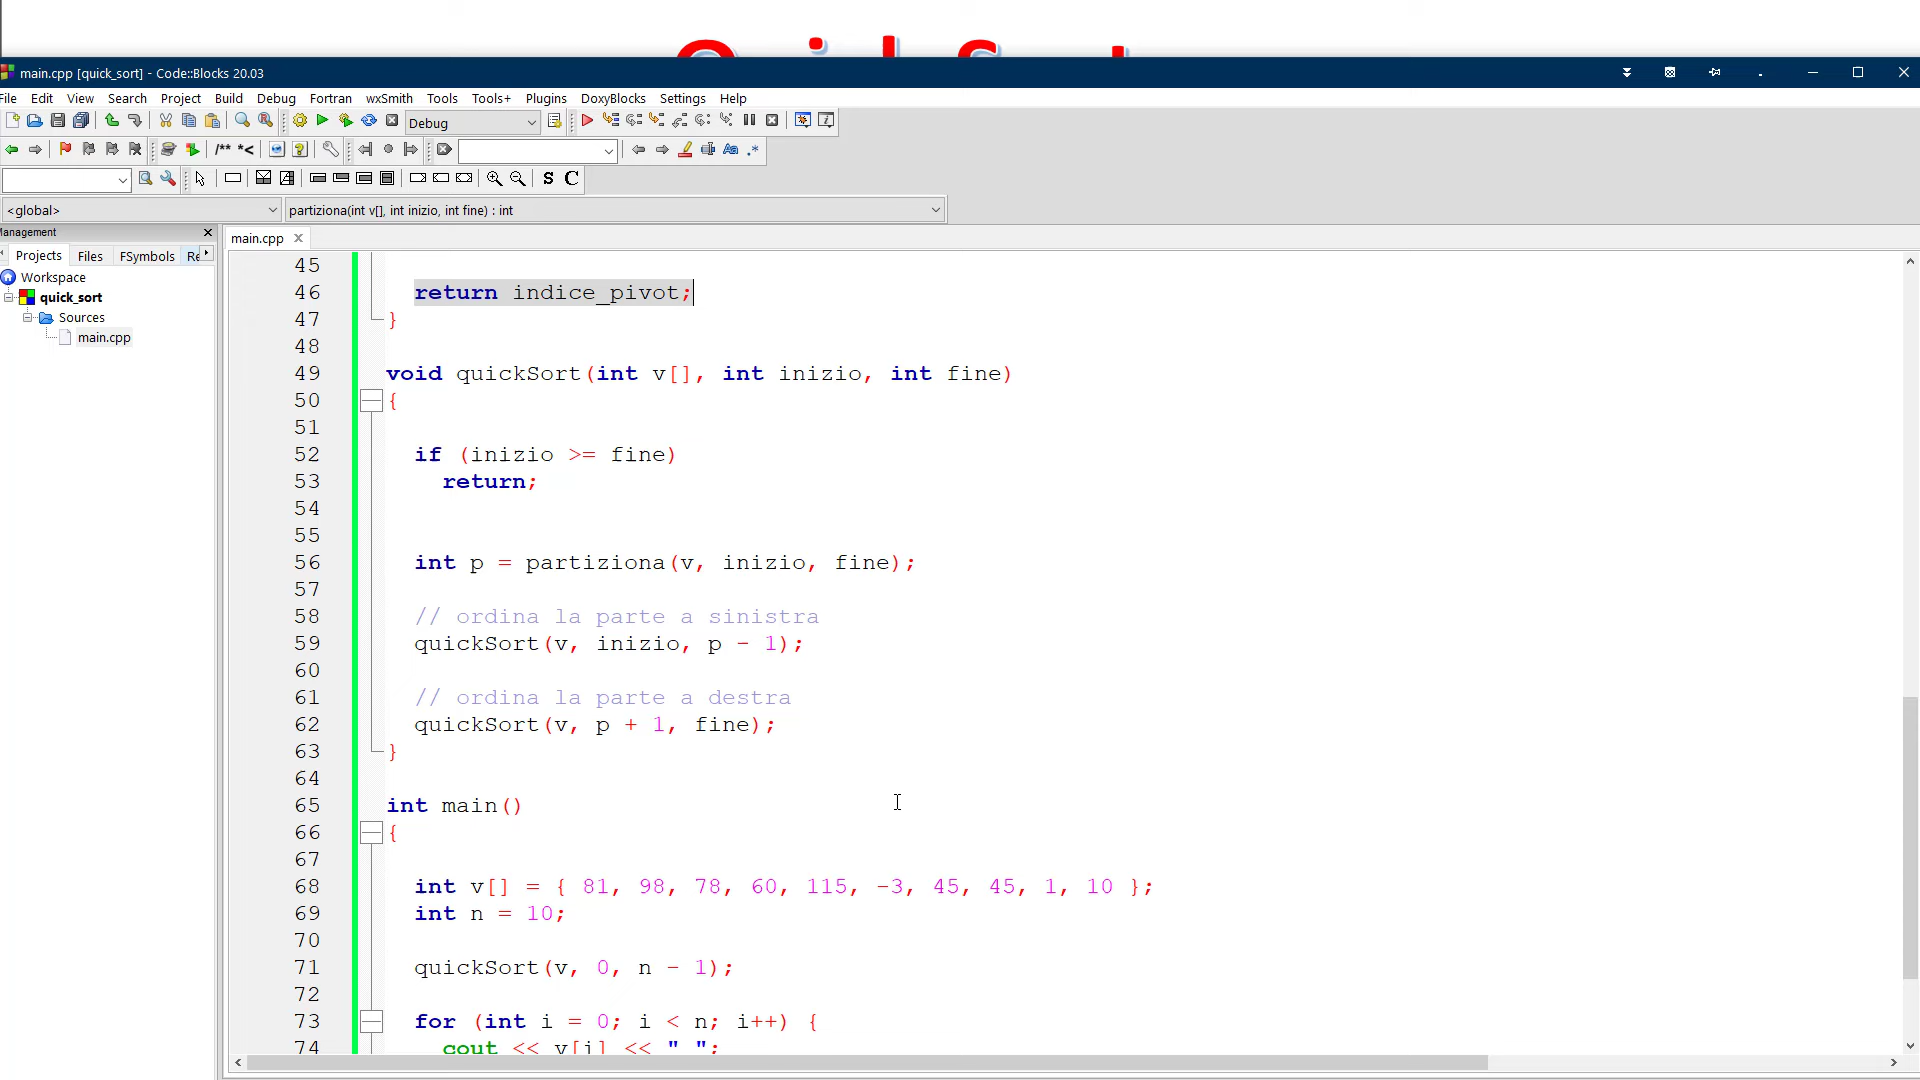 Quick Sort
main.cpp [quick_sort] - Code::Blocks 20.03
File Edit View Search Project Build Debug Fortran wxSmith Tools Tools+ Plugins DoxyBlocks Settings Help
Debug
/** *<
Aa .*
S C
<global>
partiziona(int v[], int inizio, int fine) : int
Management
main.cpp
Projects Files FSymbols Re
Workspace
quick_sort
Sources
main.cpp
45
46 return indice_pivot;
47 }
48
49 void quickSort(int v[], int inizio, int fine)
50 {
51
52 if (inizio >= fine)
53 return;
54
55
56 int p = partiziona(v, inizio, fine);
57
58 // ordina la parte a sinistra
59 quickSort(v, inizio, p - 1);
60
61 // ordina la parte a destra
62 quickSort(v, p + 1, fine);
63 }
64
65 int main()
66 {
67
68 int v[] = { 81, 98, 78, 60, 115, -3, 45, 45, 1, 10 };
69 int n = 10;
70
71 quickSort(v, 0, n - 1);
72
73 for (int i = 0; i < n; i++) {
74 cout << v[i] << " ";